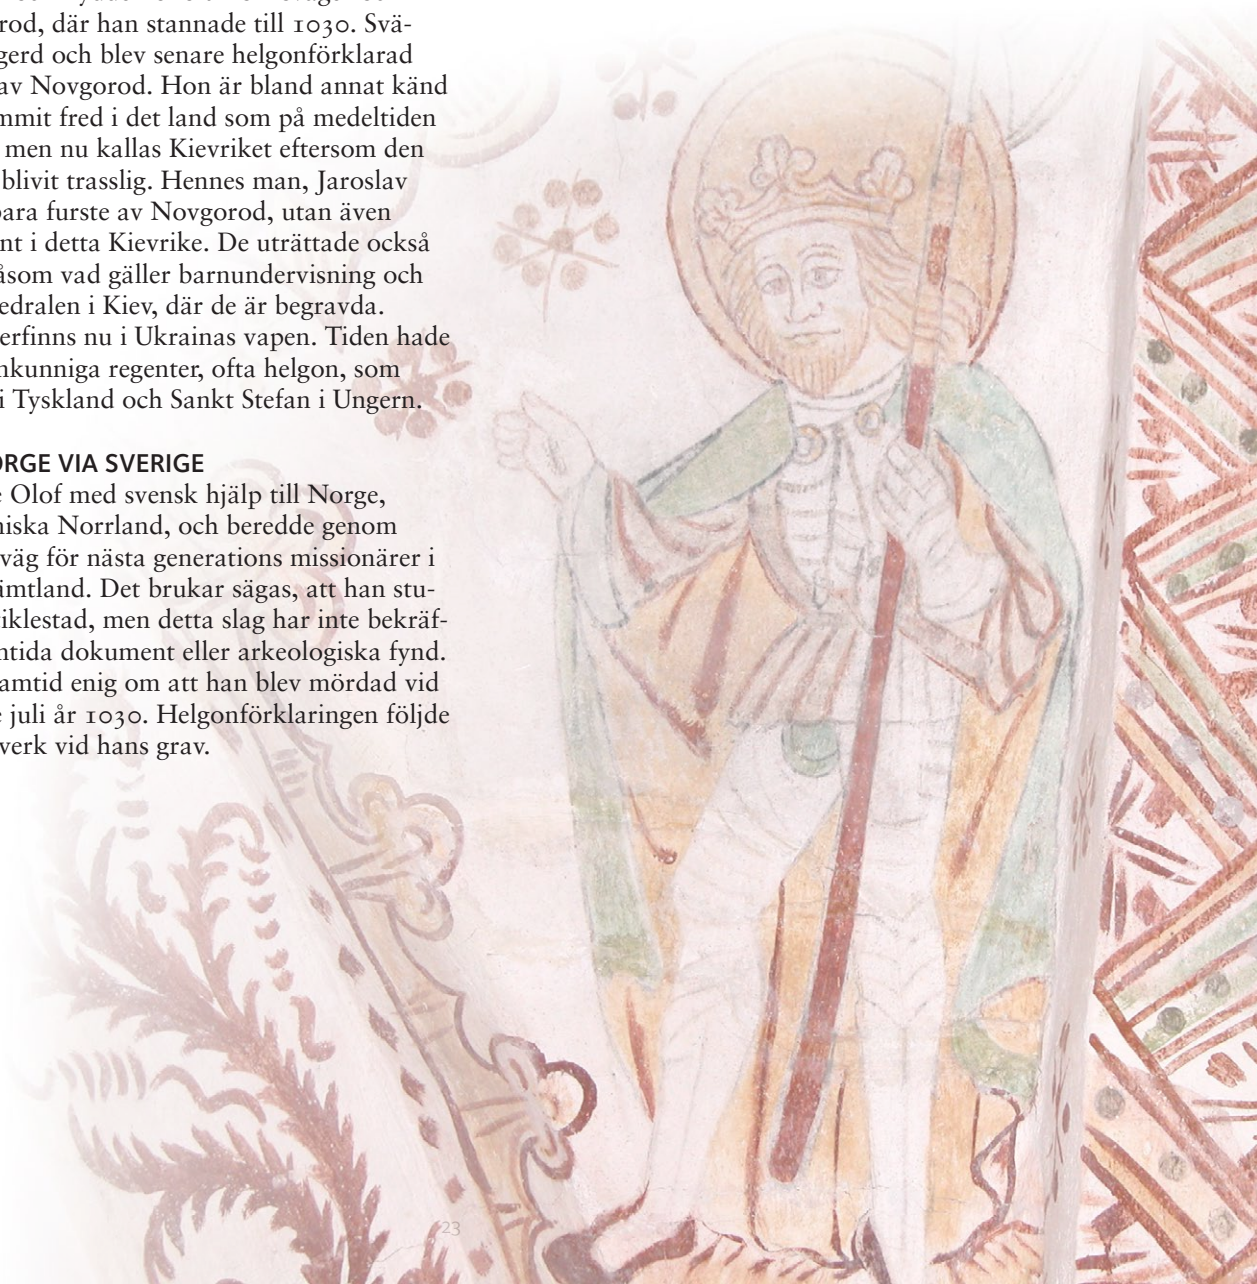 rod, där han stannade till 1030. Svä-
gerd och blev senare helgonförklarad
av Novgorod. Hon är bland annat känd
mmit fred i det land som på medeltiden
men nu kallas Kievriket eftersom den
blivit trasslig. Hennes man, Jaroslav
bara furste av Novgorod, utan även
nt i detta Kievrike. De uträttade också
åsom vad gäller barnundervisning och
edralen i Kiev, där de är begravda.
erfinns nu i Ukrainas vapen. Tiden hade
nkunniga regenter, ofta helgon, som
i Tyskland och Sankt Stefan i Ungern.
ORGE VIA SVERIGE
e Olof med svensk hjälp till Norge,
niska Norrland, och beredde genom
väg för nästa generations missionärer i
ämtland. Det brukar sägas, att han stu-
iklestad, men detta slag har inte bekräf-
mtida dokument eller arkeologiska fynd.
amtid enig om att han blev mördad vid
e juli år 1030. Helgonförklaringen följde
verk vid hans grav.
23